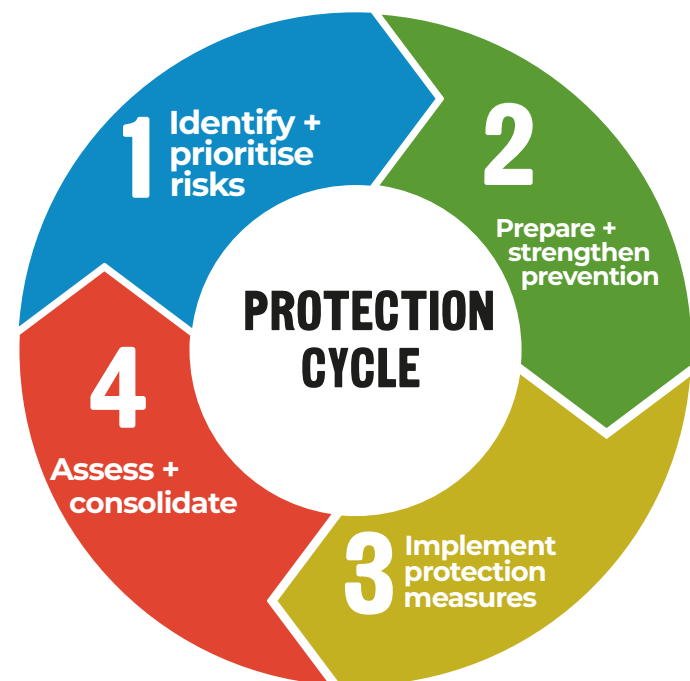 1
Identify +
prioritise
risks
2
Prepare +
strengthen
prevention
PROTECTION
CYCLE
4
Assess +
consolidate
3
Implement
protection
measures